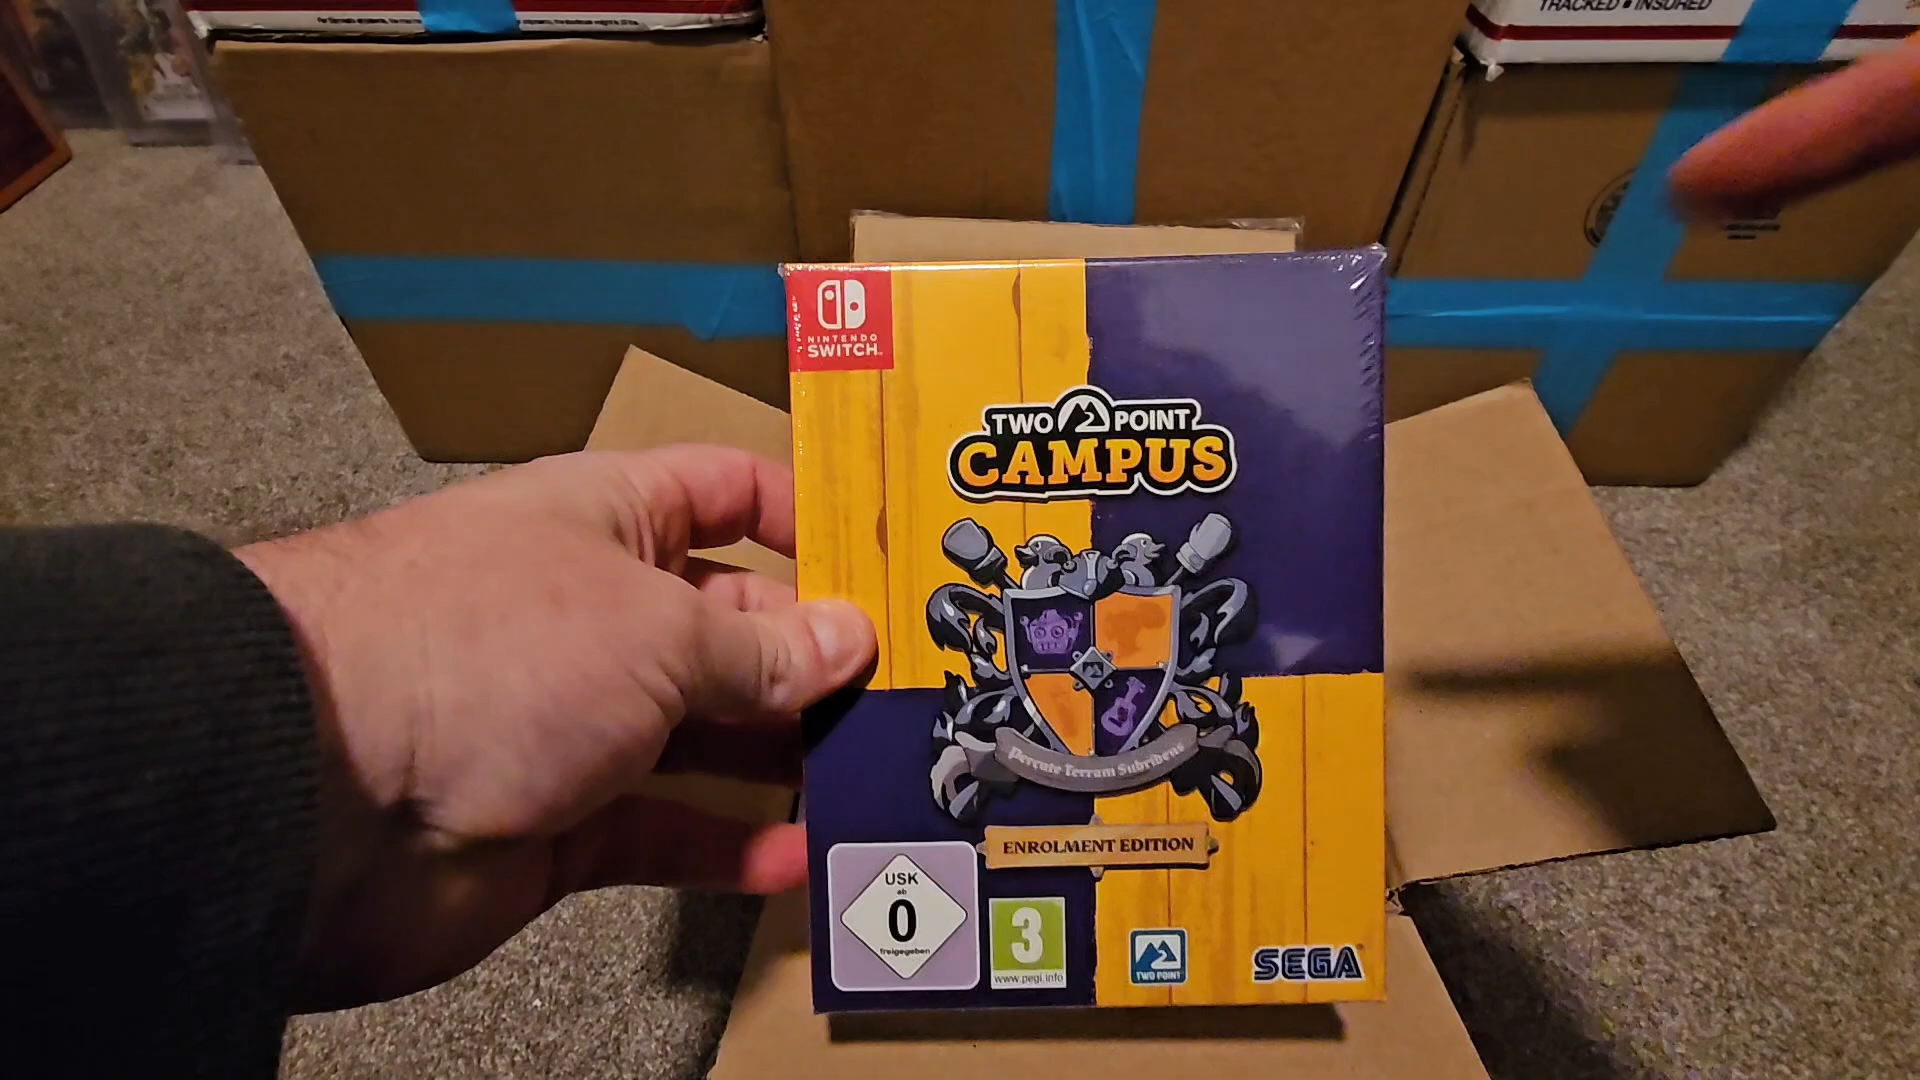 TRACKED ▪ INSURED
NINTENDO
SWITCH
TWO POINT
CAMPUS
Percute Terram Subridens
ENROLMENT EDITION
USK
ab
0
freigegeben
3
www.pegi.info
TWO POINT
SEGA